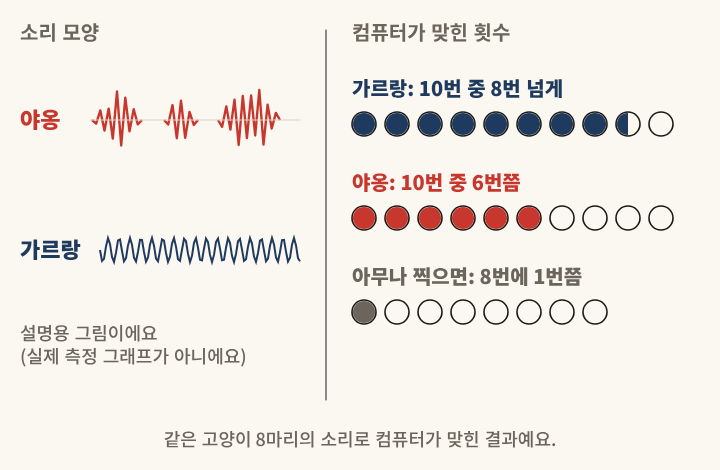 소리 모양
야옹
가르랑
설명용 그림이에요
(실제 측정 그래프가 아니에요)
컴퓨터가 맞힌 횟수
가르랑: 10번 중 8번 넘게
야옹: 10번 중 6번쯤
아무나 찍으면: 8번에 1번쯤
같은 고양이 8마리의 소리로 컴퓨터가 맞힌 결과예요.